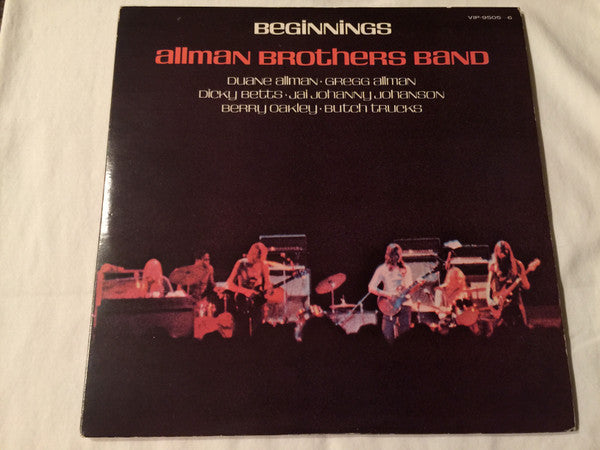 VIP-9505~6
BEGINNINGS
ALLMAN BROTHERS BAND
DUANE ALLMAN · GREGG ALLMAN
DICKY BETTS · JAI JOHANNY JOHANSON
BERRY OAKLEY · BUTCH TRUCKS